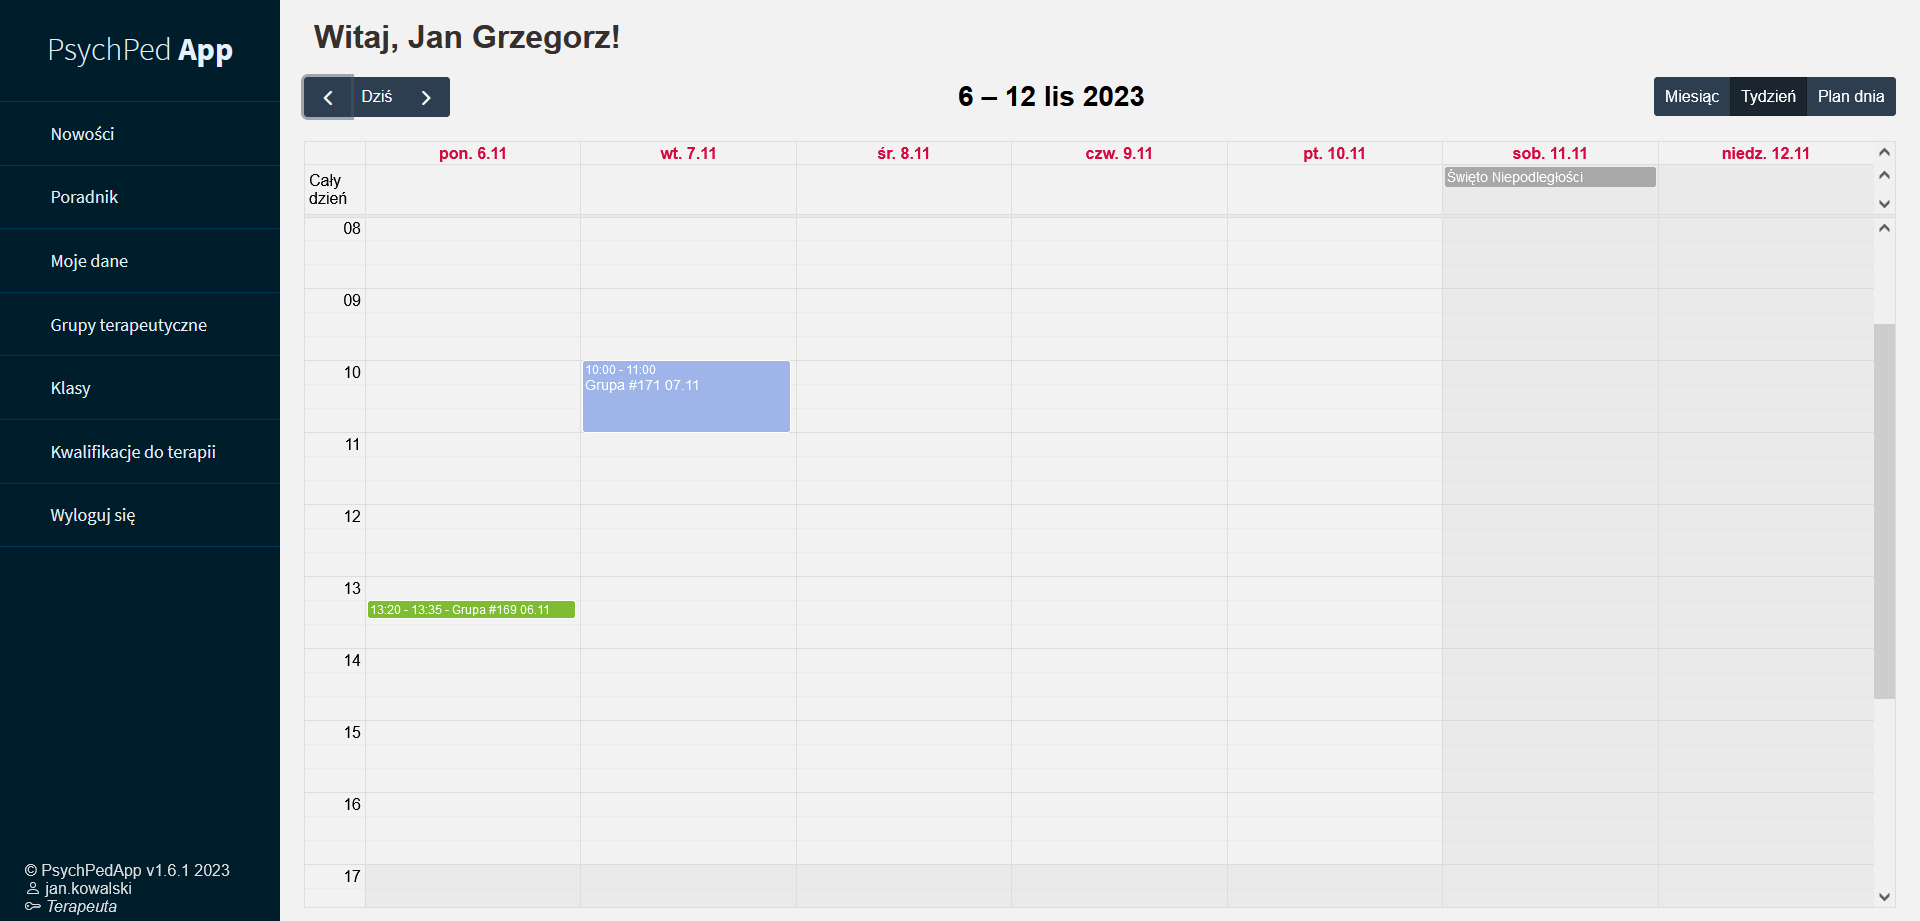 PsychPed App
Nowości
Poradnik
Moje dane
Grupy terapeutyczne
Klasy
Kwalifikacje do terapii
Wyloguj się
© PsychPedApp v1.6.1 2023
jan.kowalski
Terapeuta
Witaj, Jan Grzegorz!
Dziś
6 – 12 lis 2023
Miesiąc Tydzień Plan dnia
pon. 6.11 wt. 7.11 śr. 8.11 czw. 9.11 pt. 10.11 sob. 11.11 niedz. 12.11
Cały
dzień
Święto Niepodległości
08
09
10
10:00 - 11:00
Grupa #171 07.11
11
12
13
13:20 - 13:35 - Grupa #169 06.11
14
15
16
17